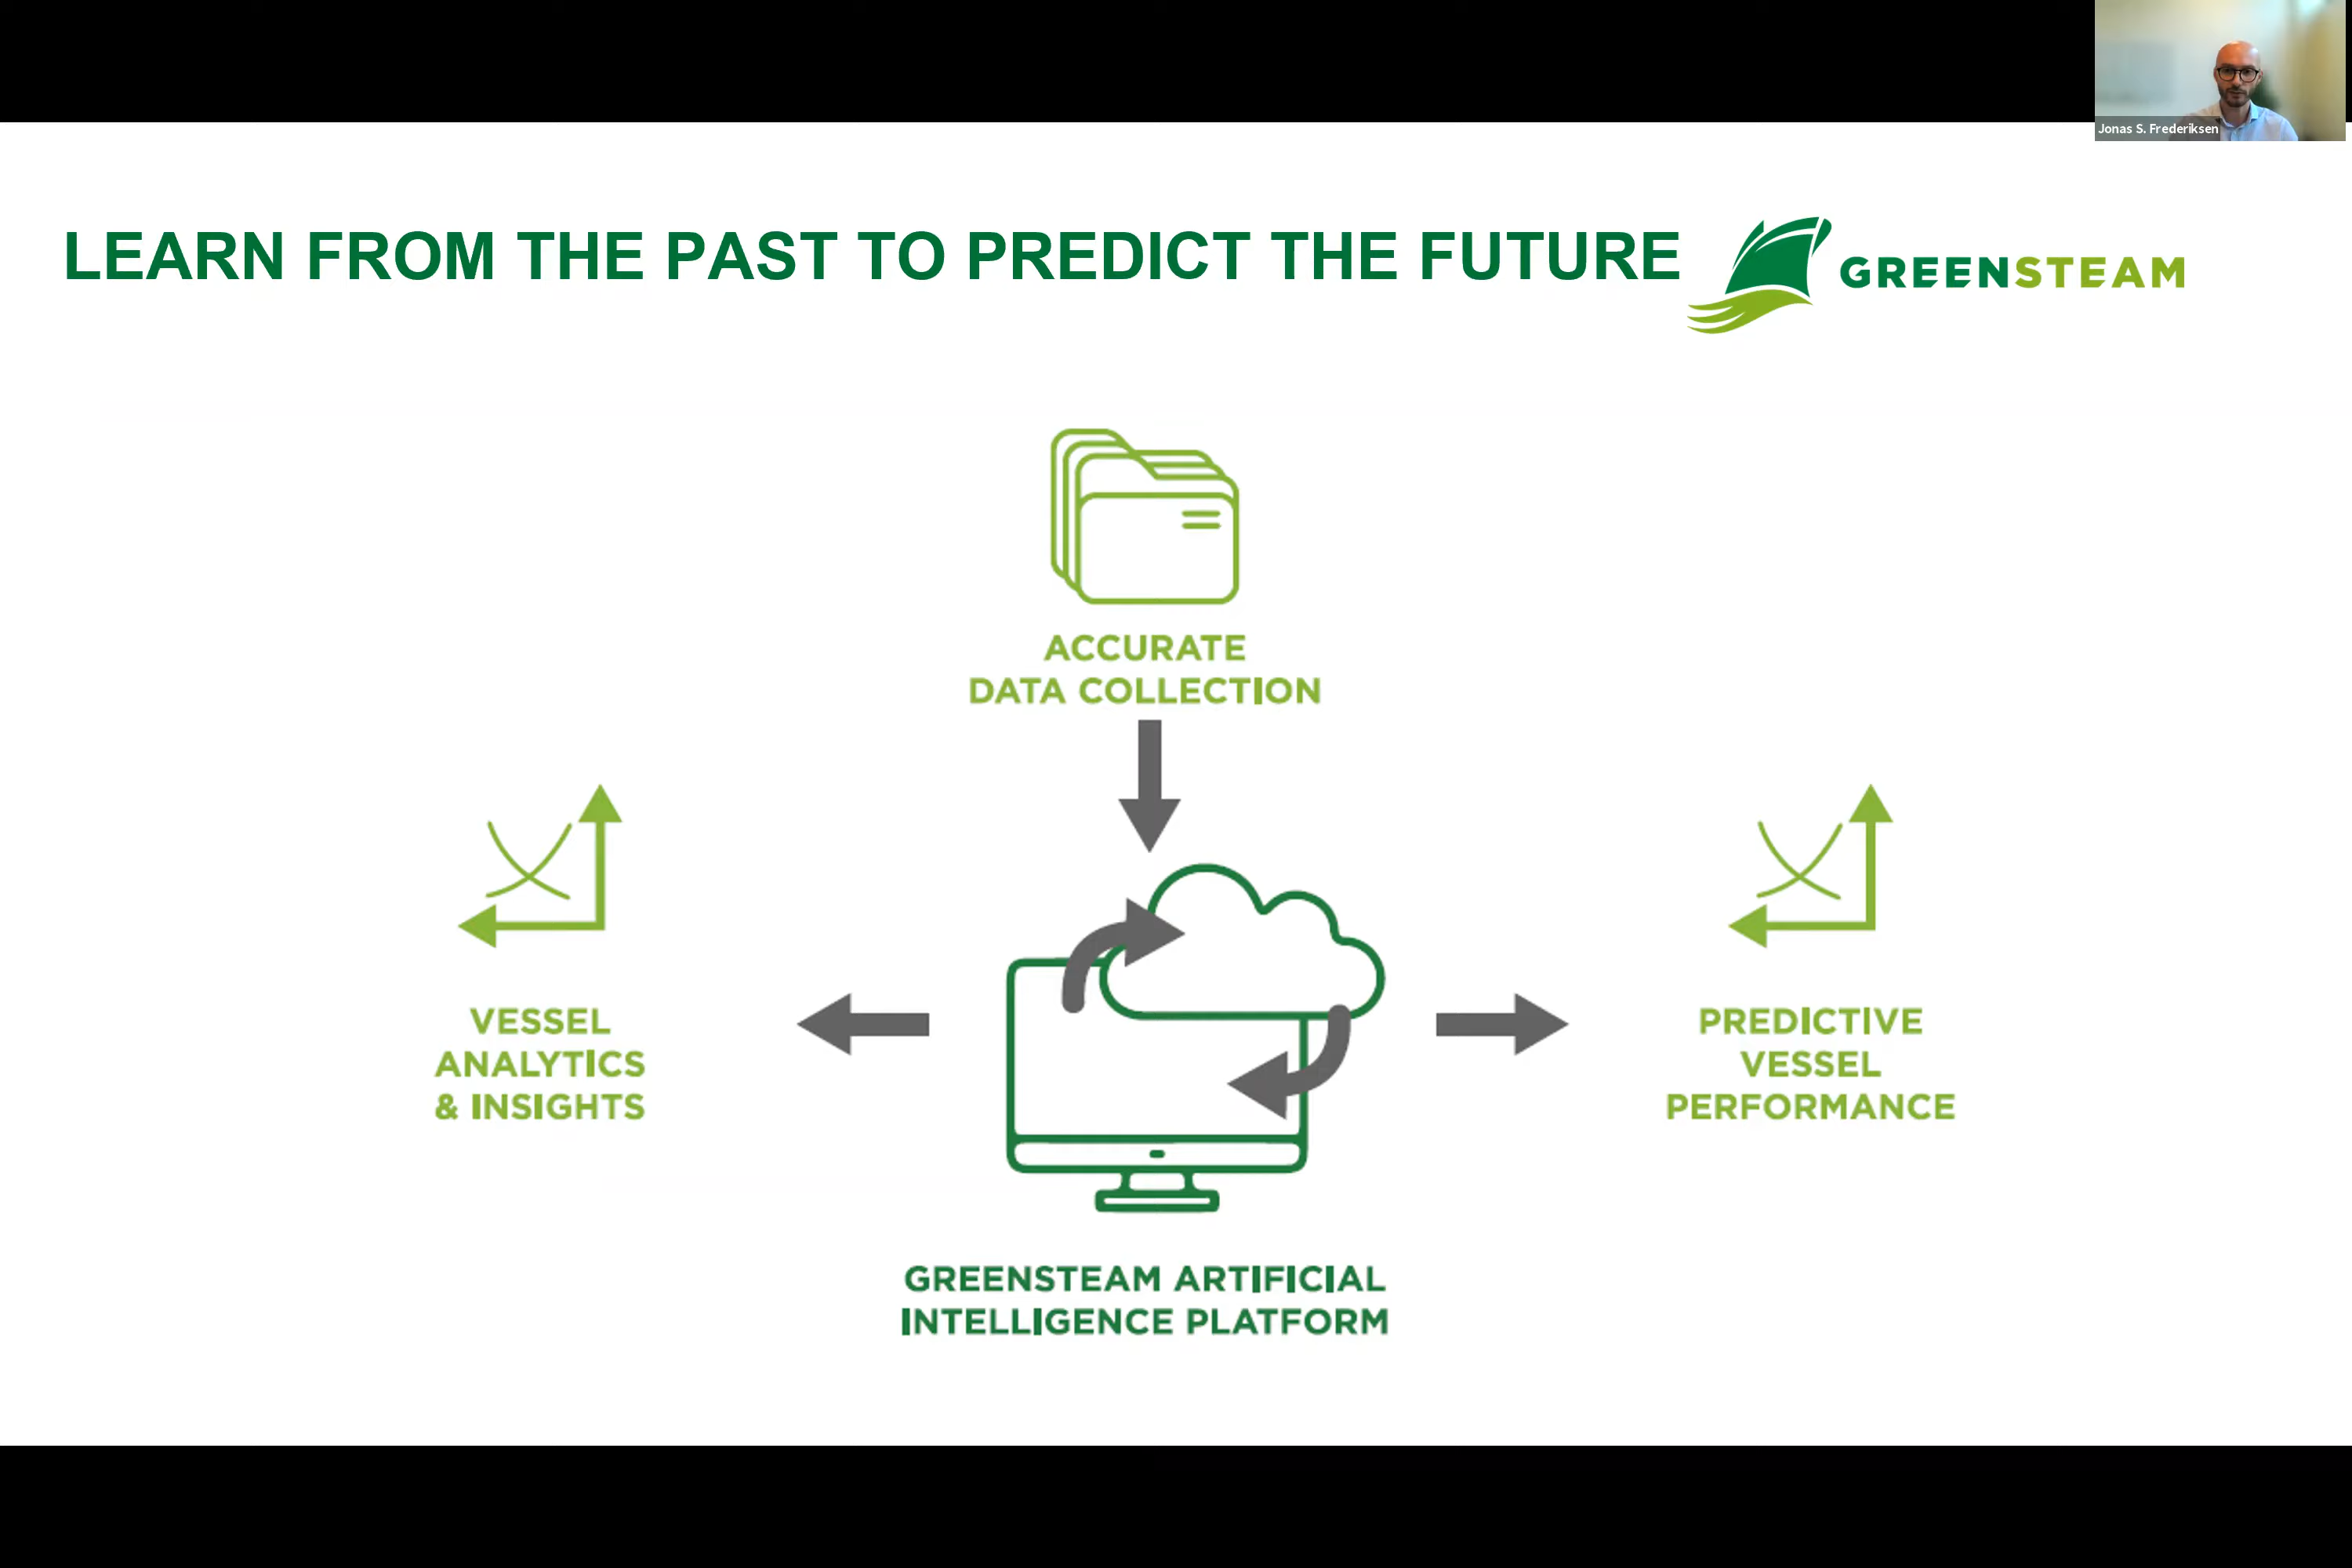 Jonas S. Frederiksen
LEARN FROM THE PAST TO PREDICT THE FUTURE
GREENSTEAM
ACCURATE
DATA COLLECTION
VESSEL
ANALYTICS
& INSIGHTS
PREDICTIVE
VESSEL
PERFORMANCE
GREENSTEAM ARTIFICIAL
INTELLIGENCE PLATFORM